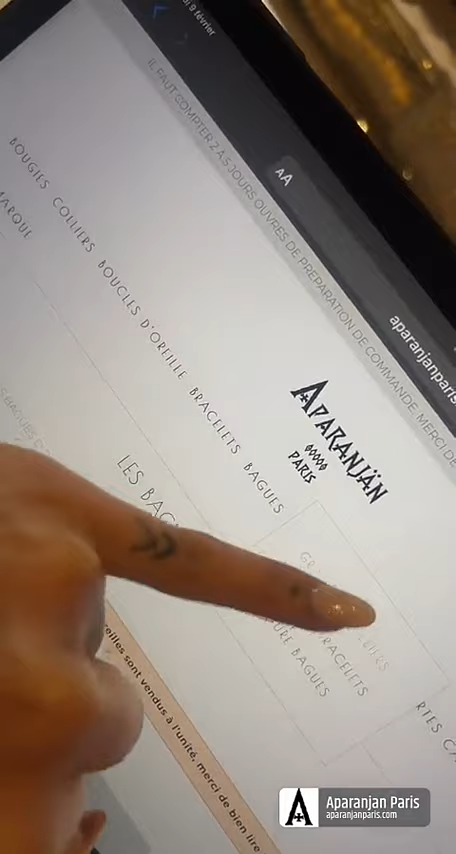 9 février
AA
aparanjanparis
IL FAUT COMPTER 2 À 5 JOURS OUVRÉS DE PRÉPARATION DE COMMANDE. MERCI DE
APARANJÄN
PARIS
BOUGIES COLLIERS BOUCLES D'OREILLE BRACELETS BAGUES
MARQUE
BRACELETS
BAGUES
LES
sont vendus à l'unité, merci de bien lire
Aparanjan Paris
aparanjanparis.com